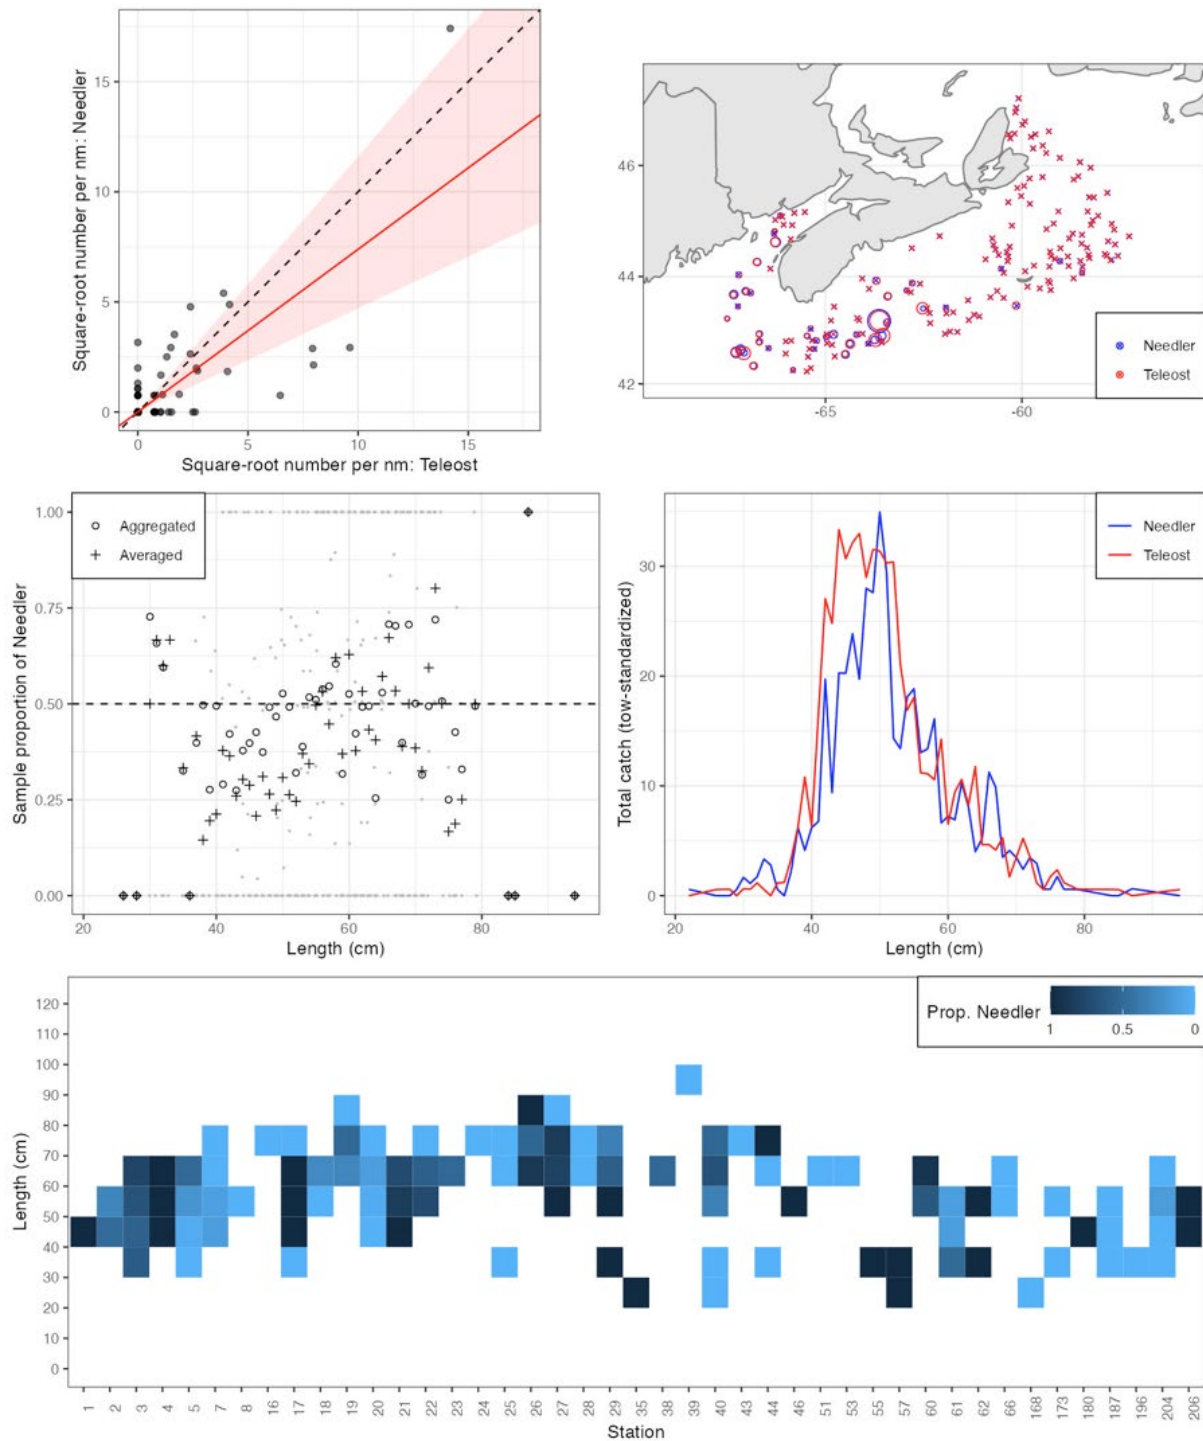 Square-root number per nm: Needler
15
10
5
0
0 5 10 15
Square-root number per nm: Teleost
46
44
42
-65 -60
Needler
Teleost
Sample proportion of Needler
1.00
0.75
0.50
0.25
0.00
20 40 60 80
Length (cm)
Aggregated
Averaged
Total catch (tow-standardized)
30
20
10
0
20 40 60 80
Length (cm)
Needler
Teleost
Length (cm)
120
110
100
90
80
70
60
50
40
30
20
10
0
Prop. Needler
1 0.5 0
1 2 3 4 5 7 8 16 17 18 19 20 21 22 23 24 25 26 27 28 29 35 38 39 40 43 44 46 51 53 55 57 60 61 62 66 168 173 180 187 196 204 206
Station